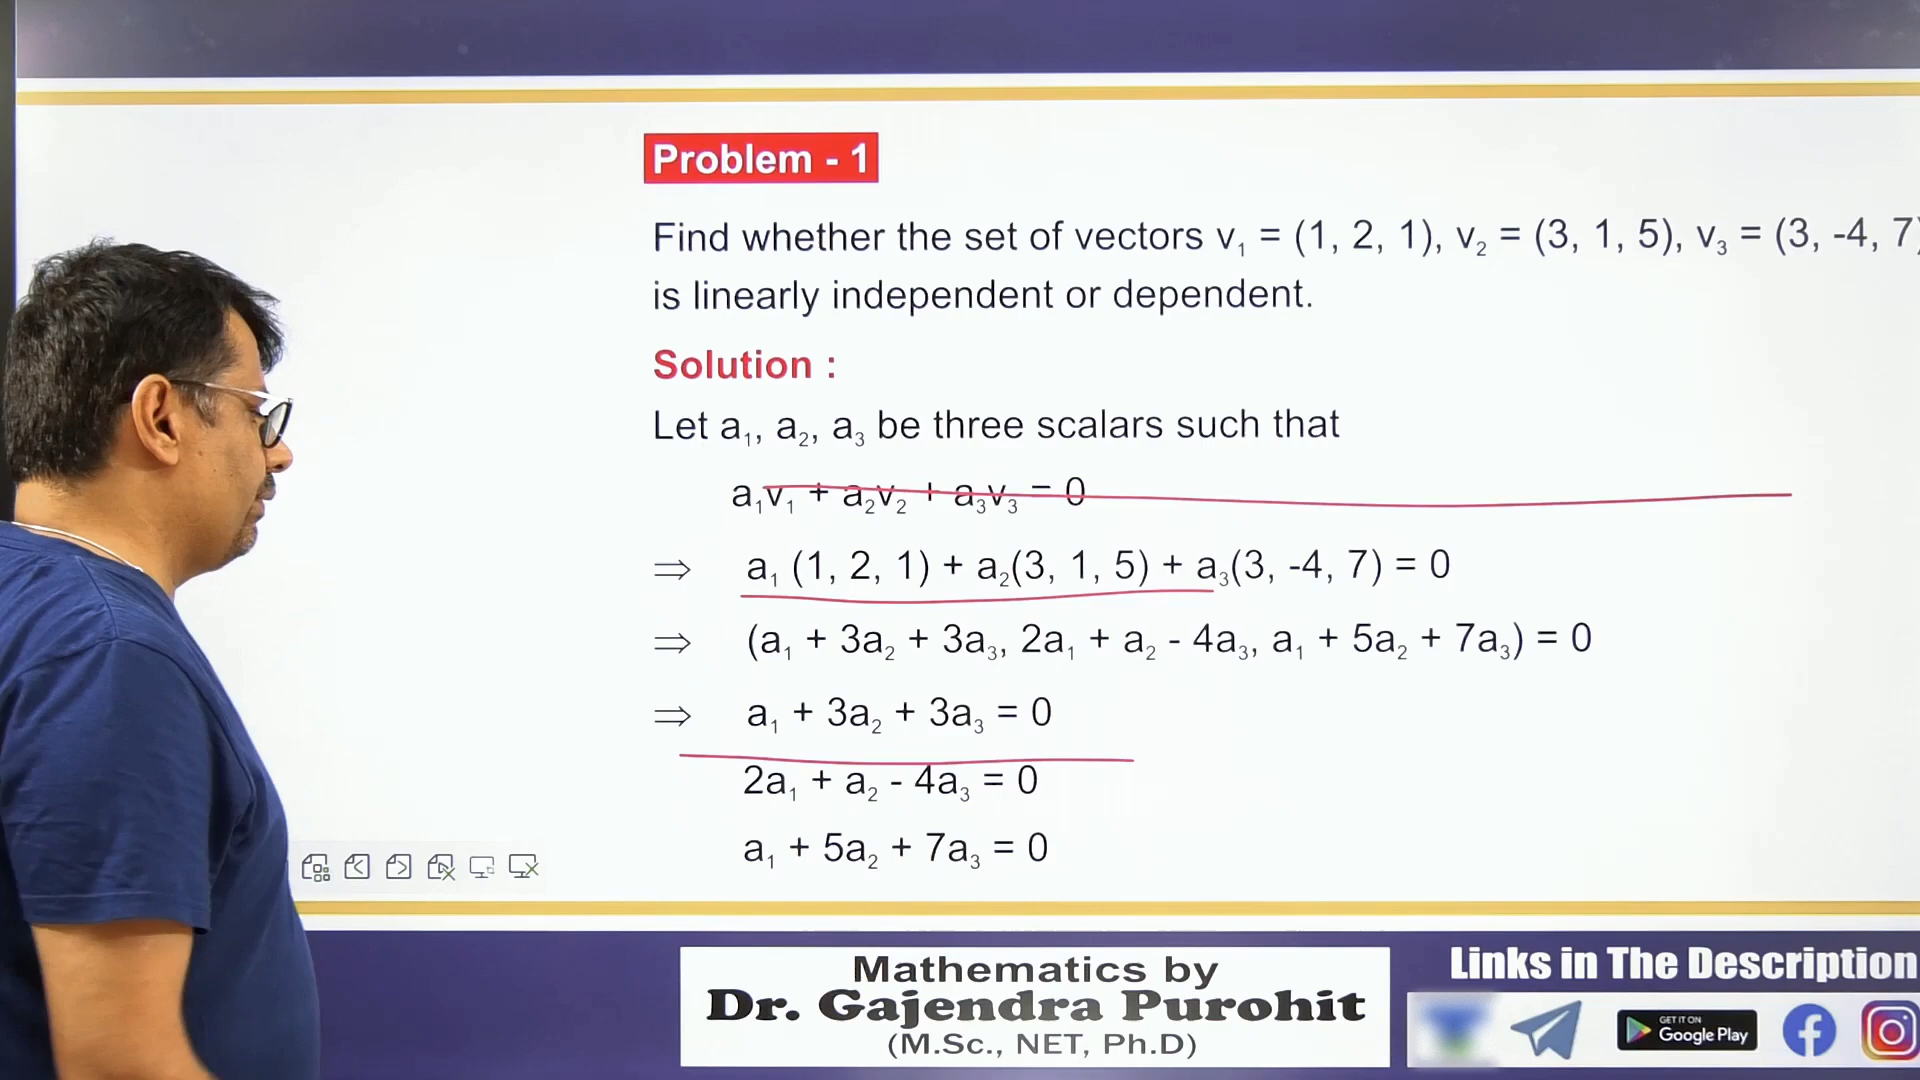 Problem - 1
Find whether the set of vectors v₁ = (1, 2, 1), v₂ = (3, 1, 5), v₃ = (3, -4, 7)
is linearly independent or dependent.
Solution :
Let a₁, a₂, a₃ be three scalars such that
a₁v₁ + a₂v₂ + a₃v₃ = 0
⇒ a₁ (1, 2, 1) + a₂(3, 1, 5) + a₃(3, -4, 7) = 0
⇒ (a₁ + 3a₂ + 3a₃, 2a₁ + a₂ - 4a₃, a₁ + 5a₂ + 7a₃) = 0
⇒ a₁ + 3a₂ + 3a₃ = 0
2a₁ + a₂ - 4a₃ = 0
a₁ + 5a₂ + 7a₃ = 0
Mathematics by
Dr. Gajendra Purohit
(M.Sc., NET, Ph.D)
Links in The Description
GET IT ON
Google Play